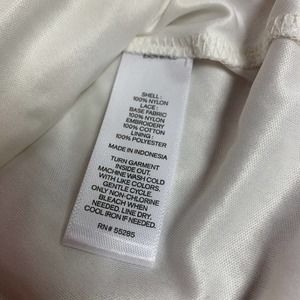 SHELL :
100% NYLON
LACE :
BASE FABRIC
100% NYLON
EMBROIDERY
100% COTTON
LINING :
100% POLYESTER
MADE IN INDONESIA
TURN GARMENT
INSIDE OUT.
MACHINE WASH COLD
WITH LIKE COLORS.
GENTLE CYCLE.
ONLY NON-CHLORINE
BLEACH WHEN
NEEDED. LINE DRY.
COOL IRON IF NEEDED.
RN# 55285